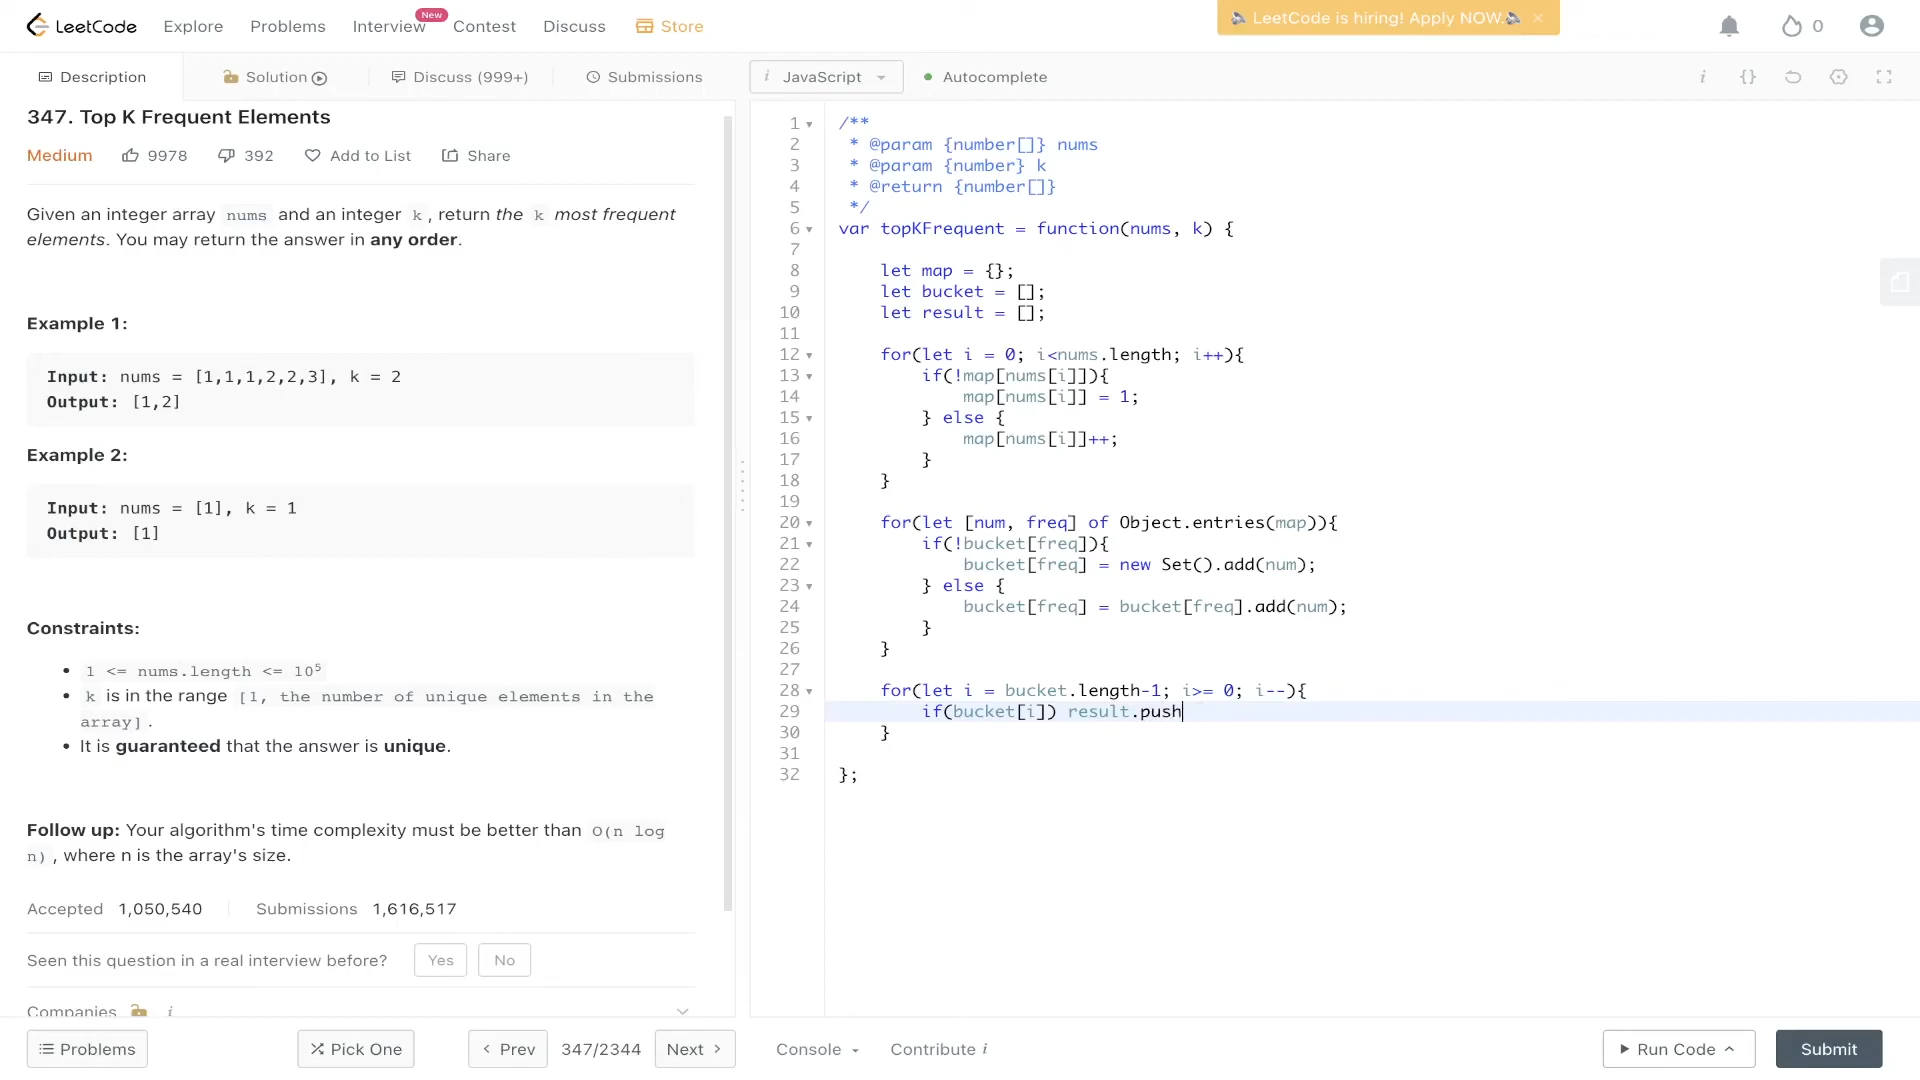 LeetCode
Explore
Problems
Interview
New
Contest
Discuss
Store
LeetCode is hiring! Apply NOW.
0
Description
Solution
Discuss (999+)
Submissions
i
JavaScript
Autocomplete
i
{}
347. Top K Frequent Elements
Medium
9978
392
Add to List
Share
Given an integer array nums and an integer k, return the k most frequent
elements. You may return the answer in any order.
Example 1:
Input: nums = [1,1,1,2,2,3], k = 2
Output: [1,2]
Example 2:
Input: nums = [1], k = 1
Output: [1]
Constraints:
• 1 <= nums.length <= 10⁵
• k is in the range [1, the number of unique elements in the
array].
• It is guaranteed that the answer is unique.
Follow up: Your algorithm's time complexity must be better than O(n log
n), where n is the array's size.
Accepted 1,050,540
Submissions 1,616,517
Seen this question in a real interview before?
Yes
No
Companies
i
1 /**
2  * @param {number[]} nums
3  * @param {number} k
4  * @return {number[]}
5  */
6 var topKFrequent = function(nums, k) {
7
8     let map = {};
9     let bucket = [];
10     let result = [];
11
12     for(let i = 0; i<nums.length; i++){
13         if(!map[nums[i]]){
14             map[nums[i]] = 1;
15         } else {
16             map[nums[i]]++;
17         }
18     }
19
20     for(let [num, freq] of Object.entries(map)){
21         if(!bucket[freq]){
22             bucket[freq] = new Set().add(num);
23         } else {
24             bucket[freq] = bucket[freq].add(num);
25         }
26     }
27
28     for(let i = bucket.length-1; i>= 0; i--){
29         if(bucket[i]) result.push
30     }
31
32 };
Problems
Pick One
Prev
347/2344
Next
Console
Contribute i
Run Code
Submit